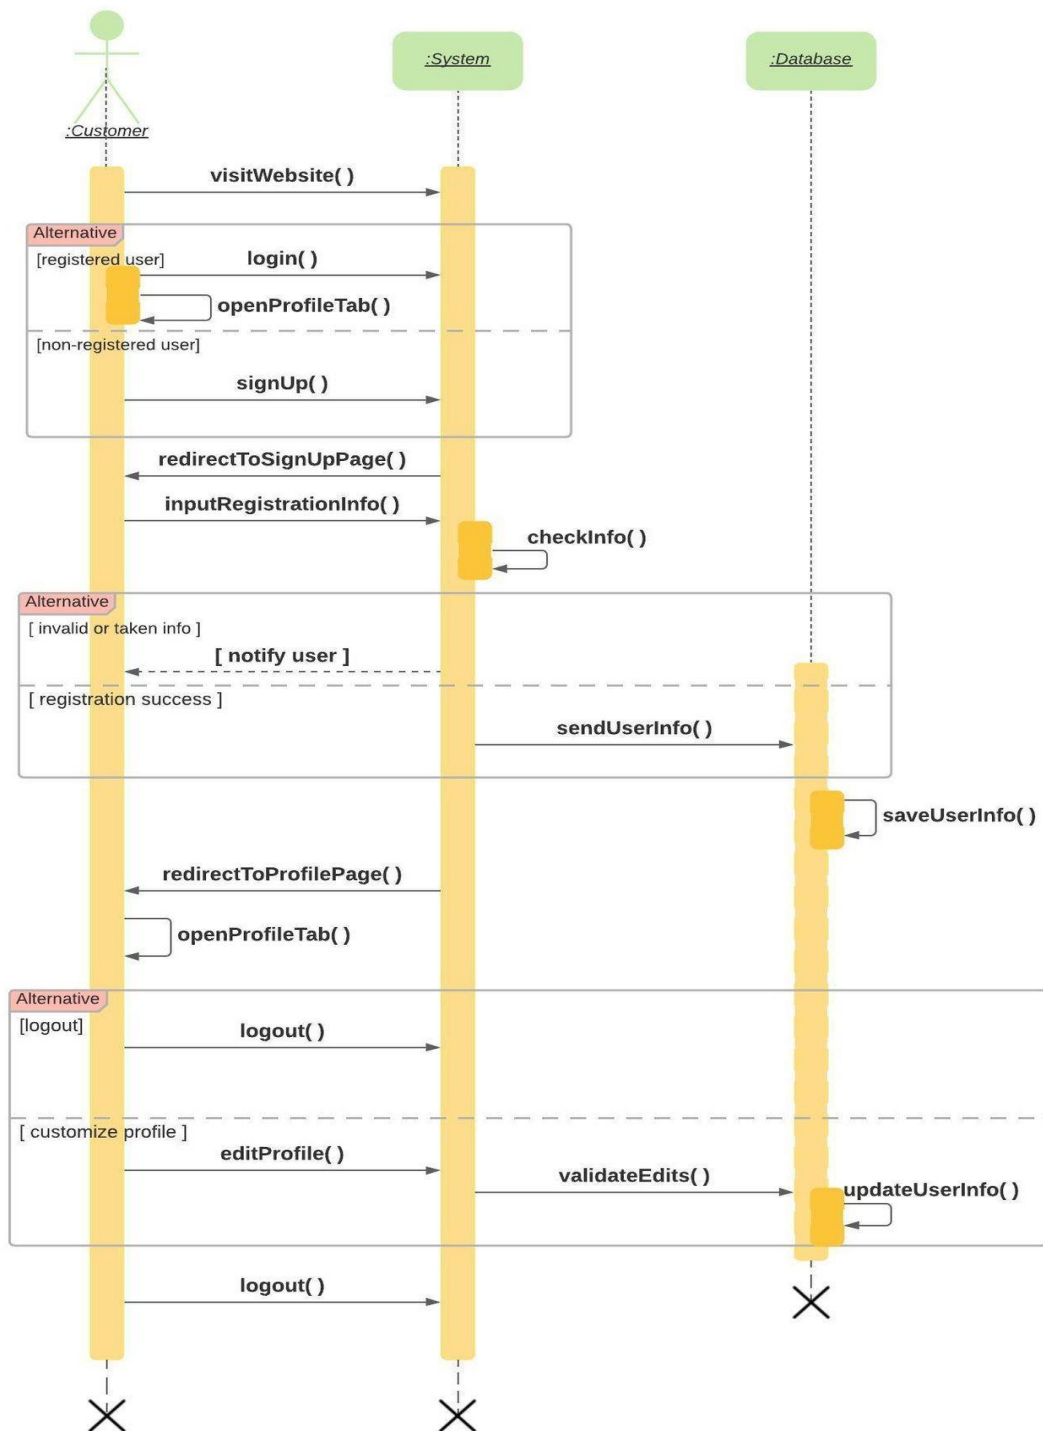 :System
:Database
:Customer
visitWebsite( )
Alternative
[registered user]
login( )
openProfileTab( )
[non-registered user]
signUp( )
redirectToSignUpPage( )
inputRegistrationInfo( )
checkInfo( )
Alternative
[ invalid or taken info ]
[ notify user ]
[ registration success ]
sendUserInfo( )
saveUserInfo( )
redirectToProfilePage( )
openProfileTab( )
Alternative
[logout]
logout( )
[ customize profile ]
editProfile( )
validateEdits( )
updateUserInfo( )
logout( )